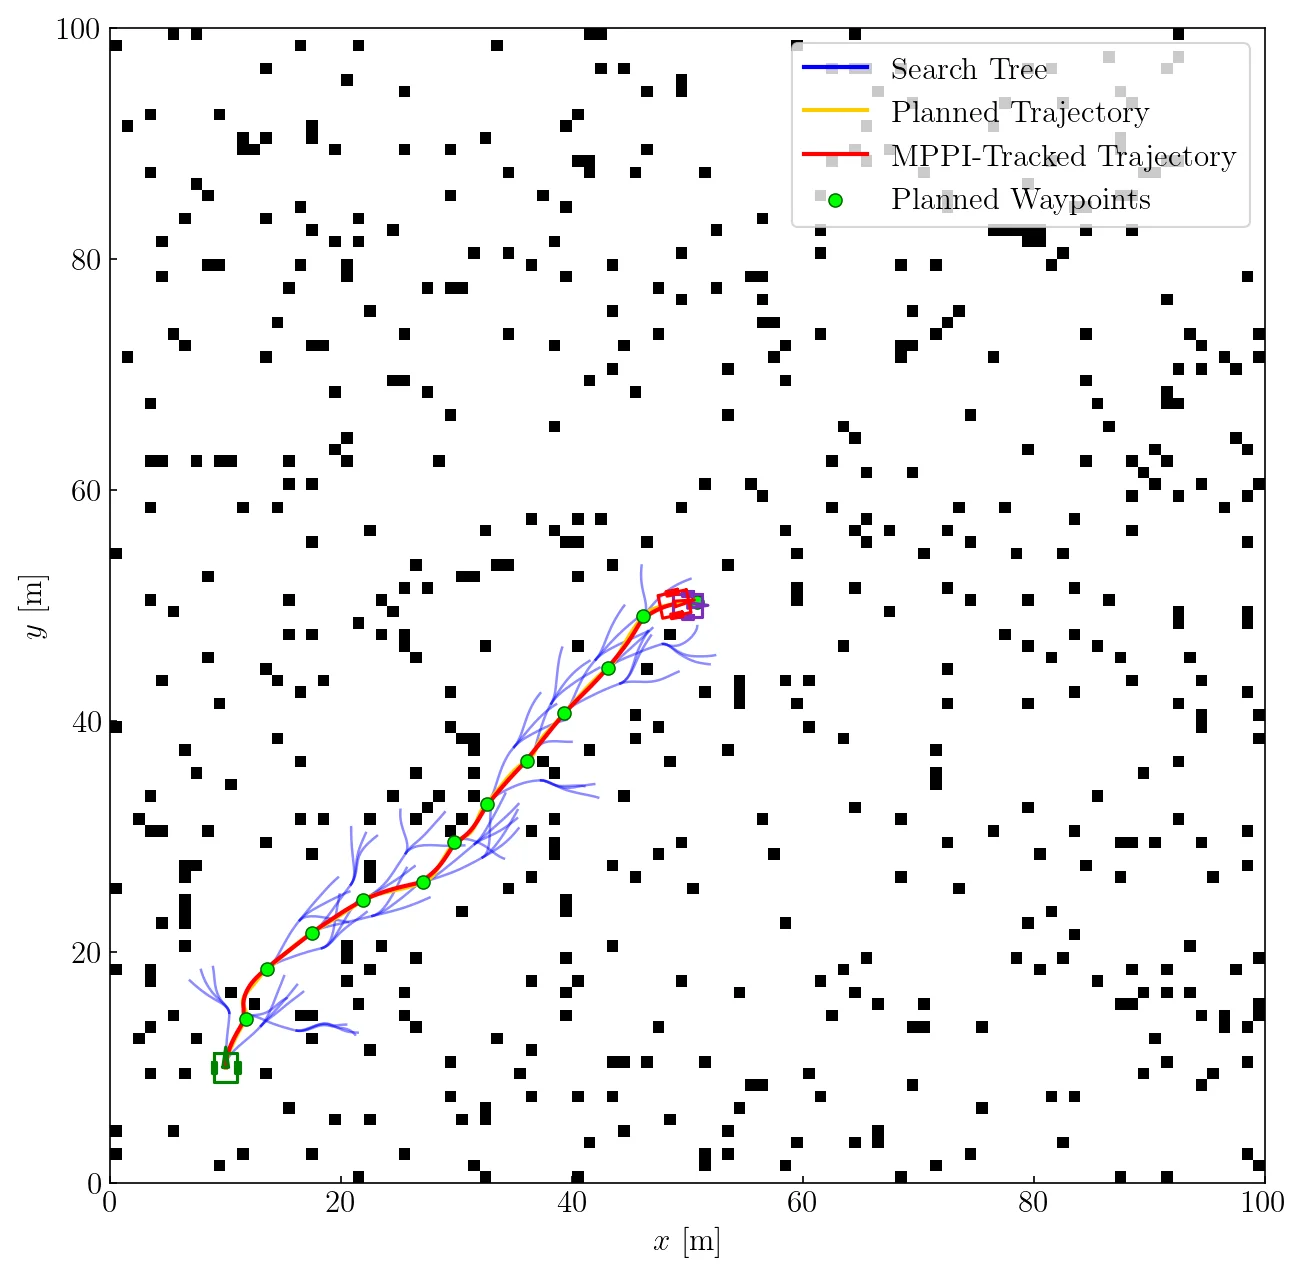 100
80
60
40
20
0
y [m]
Search Tree
Planned Trajectory
MPPI-Tracked Trajectory
Planned Waypoints
0 20 40 60 80 100
x [m]